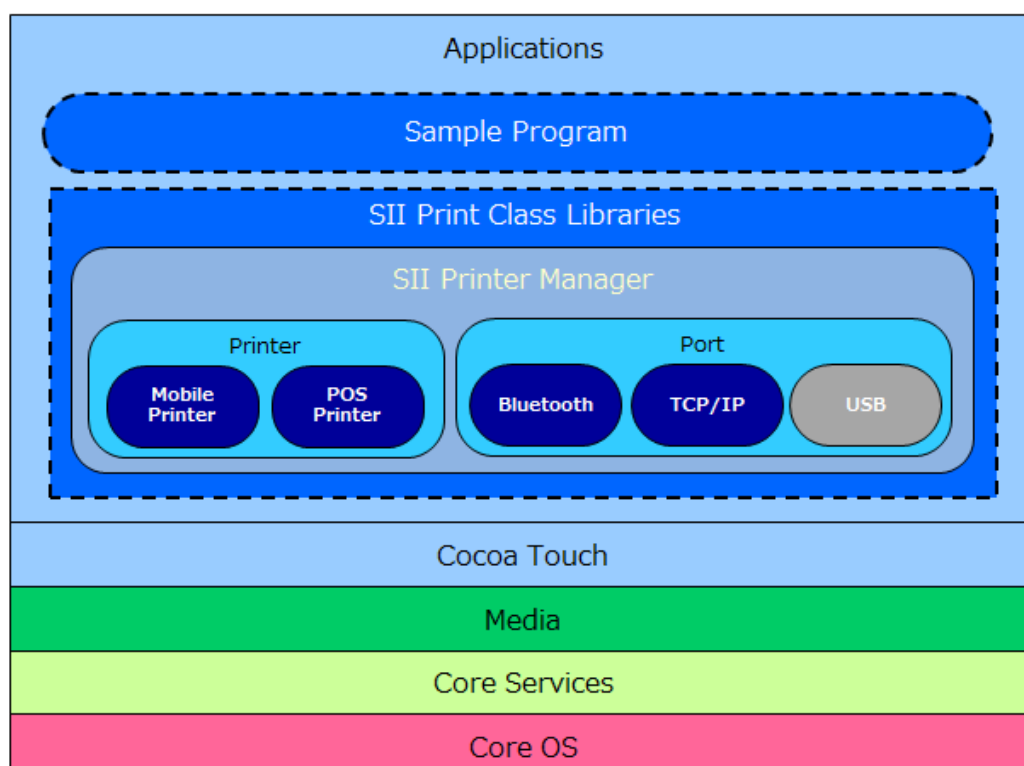 Applications
Sample Program
SII Print Class Libraries
SII Printer Manager
Printer
Mobile
Printer
POS
Printer
Port
Bluetooth
TCP/IP
USB
Cocoa Touch
Media
Core Services
Core OS